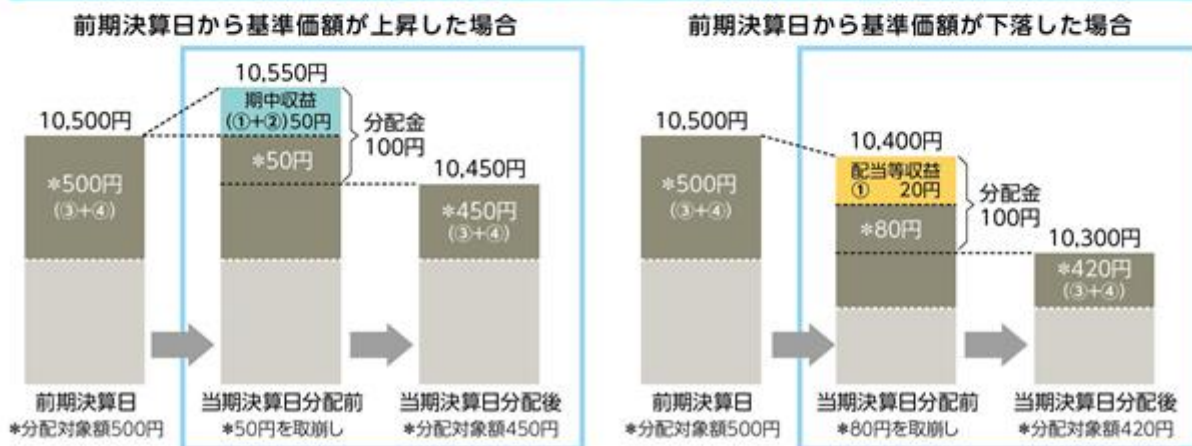 前期決算日から基準価額が上昇した場合
10,550円
期中収益
(①+②)50円
10,500円
分配金
100円
*50円
10,450円
*500円
(③+④)
*450円
(③+④)
前期決算日
*分配対象額500円
当期決算日分配前
*50円を取崩し
当期決算日分配後
*分配対象額450円
前期決算日から基準価額が下落した場合
10,500円
10,400円
配当等収益
① 20円
*500円
(③+④)
分配金
100円
*80円
10,300円
*420円
(③+④)
前期決算日
*分配対象額500円
当期決算日分配前
*80円を取崩し
当期決算日分配後
*分配対象額420円